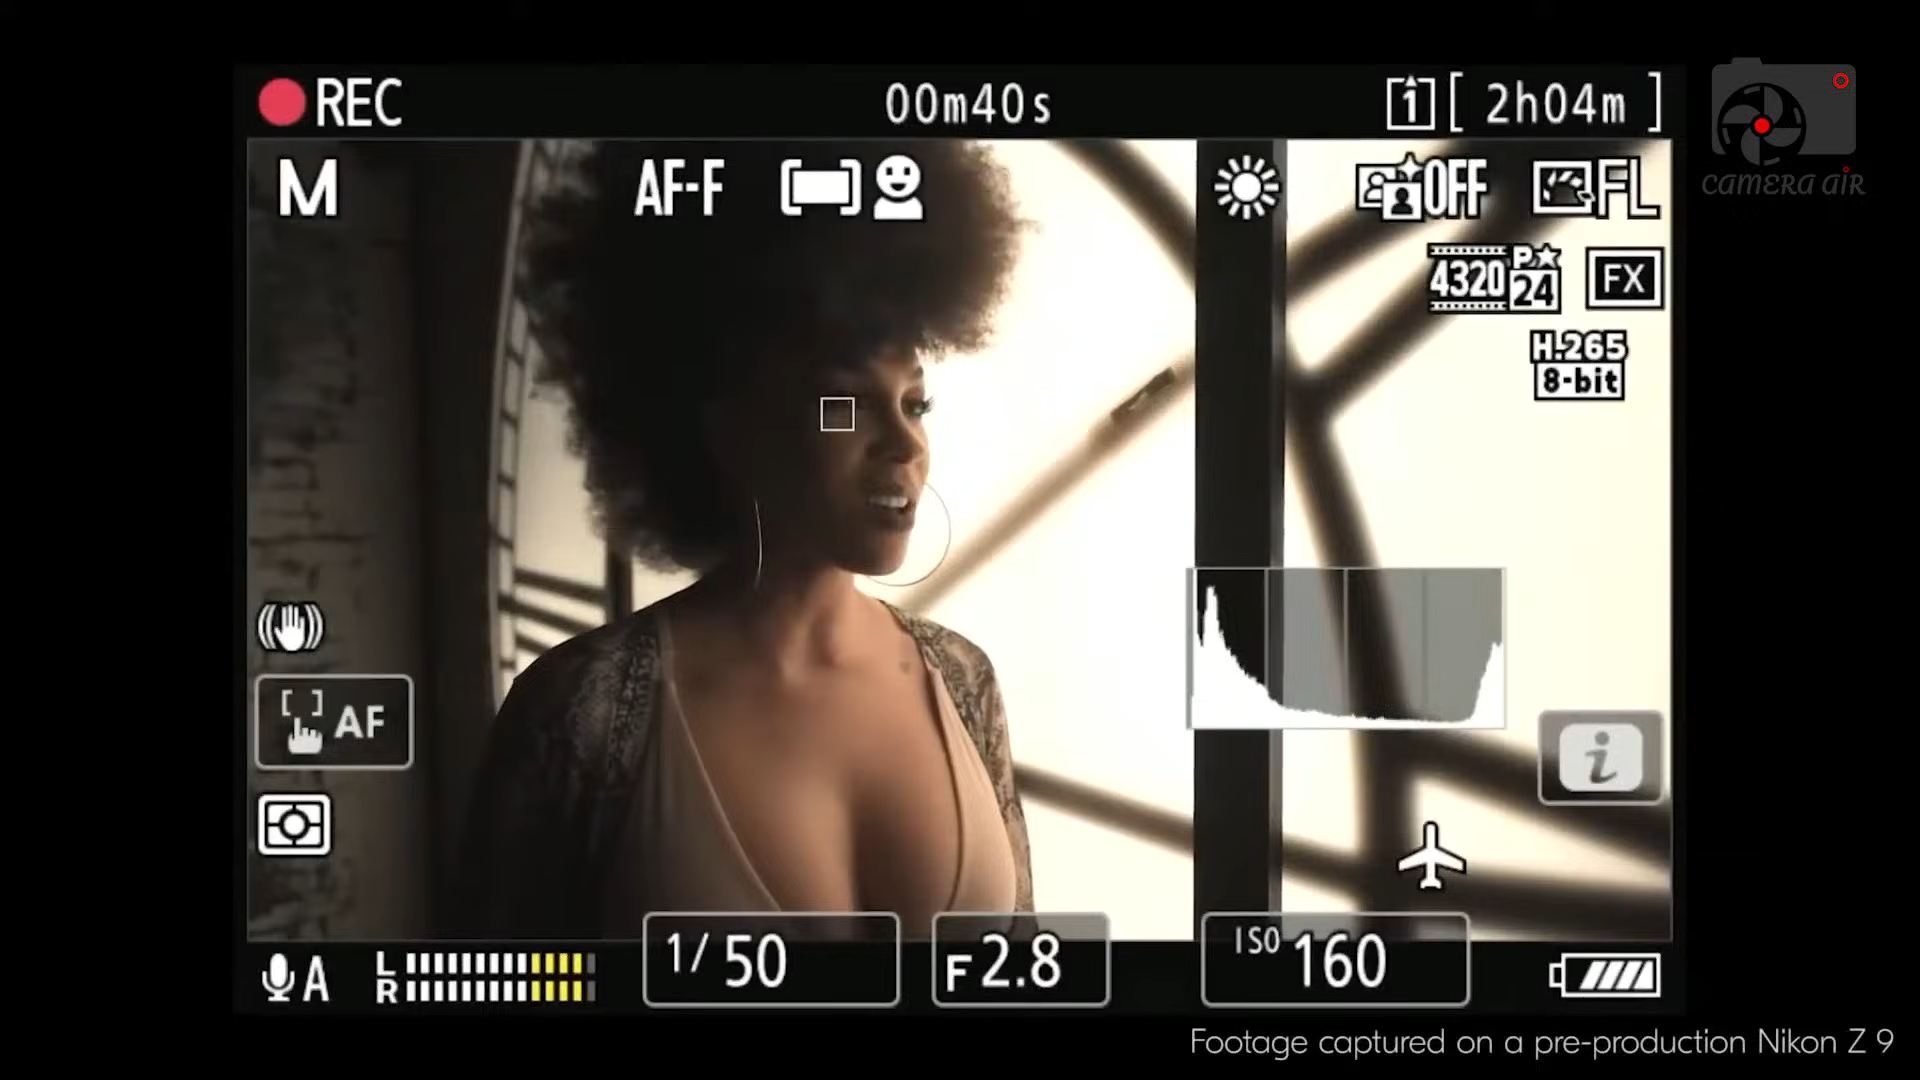 REC 00m40s 1 [ 2h04m ]
camera air
M AF-F OFF FL
4320 P★ 24 FX
H.265
8-bit
AF
i
A L R 1/50 F2.8 ISO 160
Footage captured on a pre-production Nikon Z 9